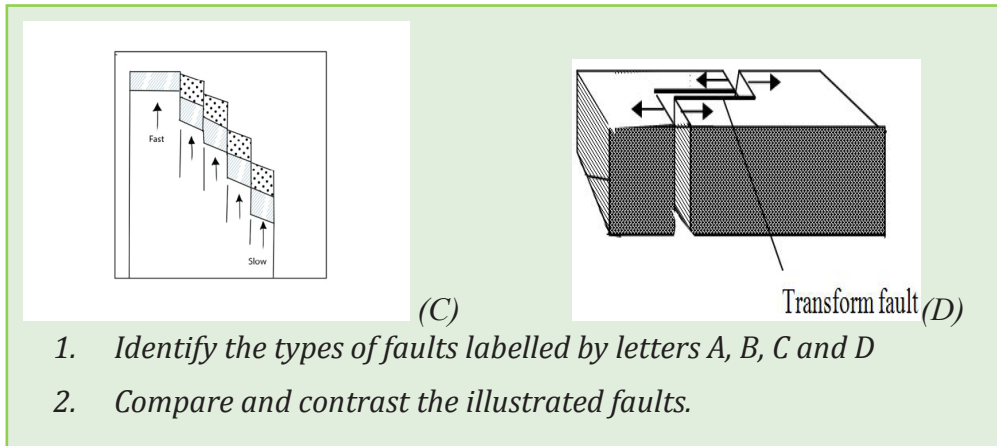 Fast
Slow
(C)
Transform fault (D)
1. Identify the types of faults labelled by letters A, B, C and D
2. Compare and contrast the illustrated faults.